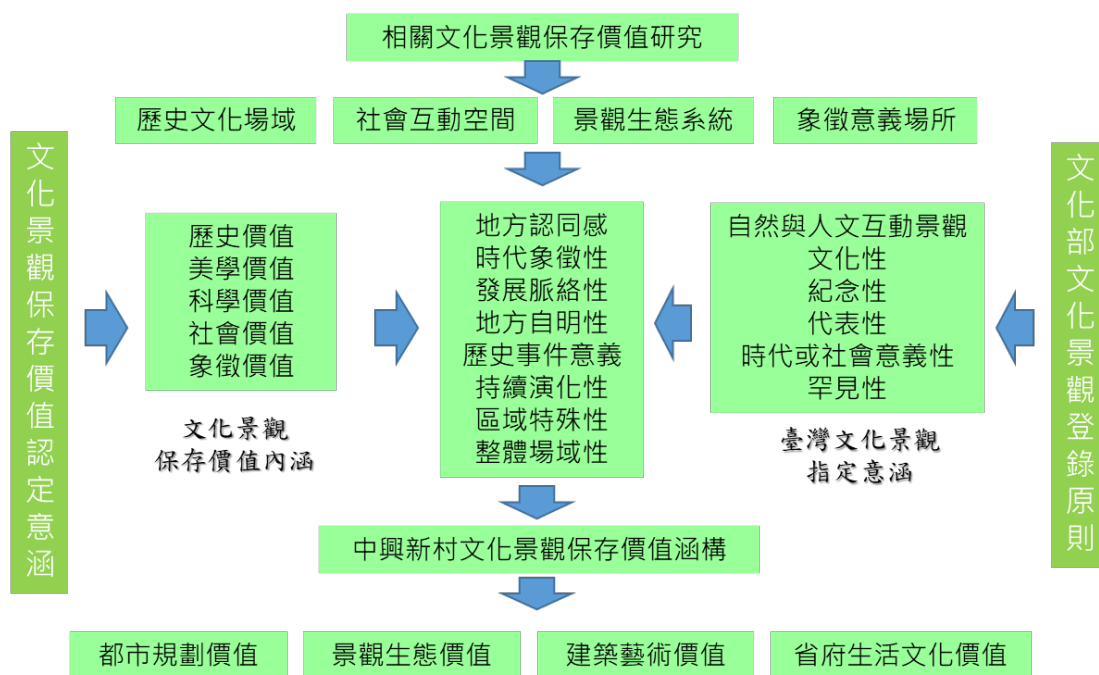 相關文化景觀保存價值研究
歷史文化場域
社會互動空間
景觀生態系統
象徵意義場所
文化景觀保存價值認定意涵
歷史價值
美學價值
科學價值
社會價值
象徵價值
文化景觀
保存價值內涵
地方認同感
時代象徵性
發展脈絡性
地方自明性
歷史事件意義
持續演化性
區域特殊性
整體場域性
自然與人文互動景觀
文化性
紀念性
代表性
時代或社會意義性
罕見性
臺灣文化景觀
指定意涵
文化部文化景觀登錄原則
中興新村文化景觀保存價值涵構
都市規劃價值
景觀生態價值
建築藝術價值
省府生活文化價值